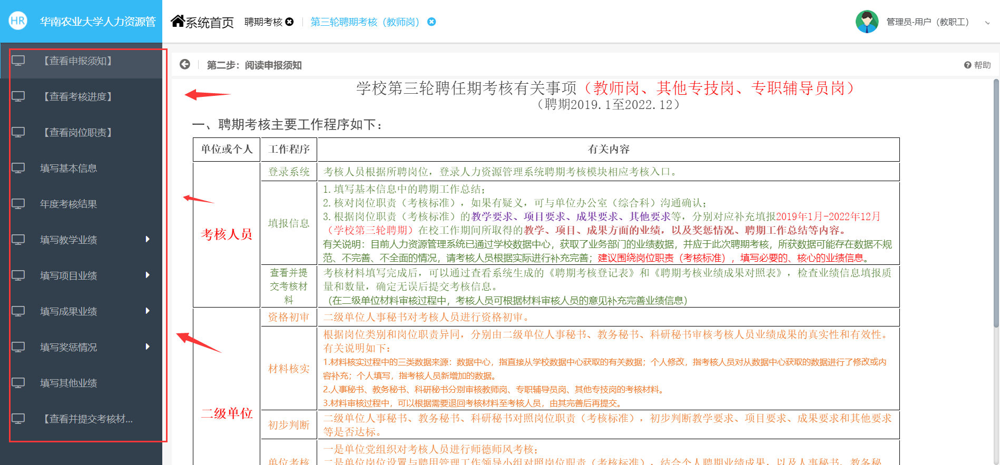 HR
华南农业大学人力资源管
系统首页
聘期考核
第三轮聘期考核（教师岗）
管理员-用户（教职工）
【查看申报须知】
【查看考核进度】
【查看岗位职责】
填写基本信息
年度考核结果
填写教学业绩
填写项目业绩
填写成果业绩
填写奖惩情况
填写其他业绩
【查看并提交考核材...
第二步：阅读申报须知
帮助
学校第三轮聘任期考核有关事项（教师岗、其他专技岗、专职辅导员岗）
（聘期2019.1至2022.12）
一、聘期考核主要工作程序如下：
单位或个人 工作程序 有关内容
考核人员
登录系统
考核人员根据所聘岗位，登录人力资源管理系统聘期考核模块相应考核入口。
填报信息
1.填写基本信息中的聘期工作总结；
2.核对岗位职责（考核标准），如果有疑义，可与单位办公室（综合科）沟通确认；
3.根据岗位职责（考核标准）的教学要求、项目要求、成果要求、其他要求等，分别对应补充填报2019年1月-2022年12月
（学校第三轮聘期）在校工作期间所取得的教学、项目、成果方面的业绩，以及奖惩情况、聘期工作总结等内容。
有关说明：目前人力资源管理系统已通过学校数据中心，获取了业务部门的业绩数据，并应于此次聘期考核，所获数据可能存在数据不规
范、不完善、不全面的情况，请考核人员根据实际进行补充完善；建议围绕岗位职责（考核标准），填写必要的、核心的业绩信息。
查看并提
交考核材
料
考核材料填写完成后，可以通过查看系统生成的《聘期考核登记表》和《聘期考核业绩成果对照表》，检查业绩信息填报质
量和数量，确定无误后提交考核信息。
（在二级单位材料审核过程中，考核人员可根据材料审核人员的意见补充完善业绩信息）
二级单位
资格初审
二级单位人事秘书对考核人员进行资格初审。
材料核实
根据岗位类别和岗位职责异同，分别由二级单位人事秘书、教务秘书、科研秘书审核考核人员业绩成果的真实性和有效性。
有关说明如下：
1.材料核实过程中的三类数据来源：数据中心，指直接从学校数据中心获取的有关数据；个人修改，指考核人员对从数据中心获取的数据进行了修改或内
容补充；个人填写，指考核人员新增加的数据。
2.人事秘书、教务秘书、科研秘书分别审核教师岗、专职辅导员岗、其他专技岗的考核材料。
3.材料审核过程中，可以根据需要退回考核材料至考核人员，由其完善后再提交。
初步判断
二级单位人事秘书、教务秘书、科研秘书对照岗位职责（考核标准），初步判断教学要求、项目要求、成果要求和其他要求
等是否达标。
单位考核
一是单位党组织对考核人员进行师德师风考核；
二是单位岗位设置与聘用管理工作领导小组对照岗位职责（考核标准），结合个人聘期业绩成果，以及人事秘书、教务秘